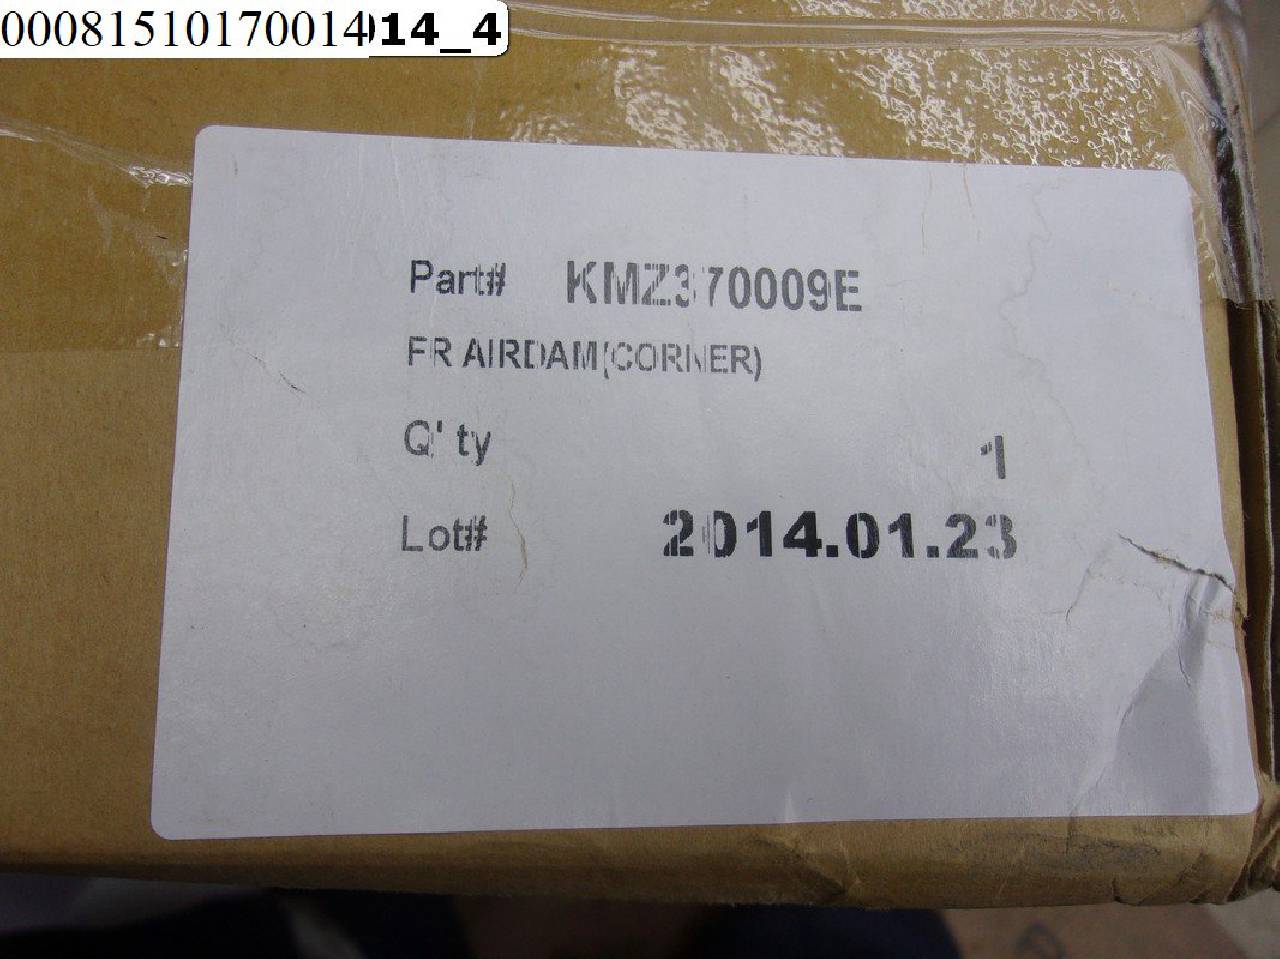 00081510170014014_4
Part# KMZ370009E
FR AIRDAM(CORNER)
Q'ty 1
Lot# 2014.01.23